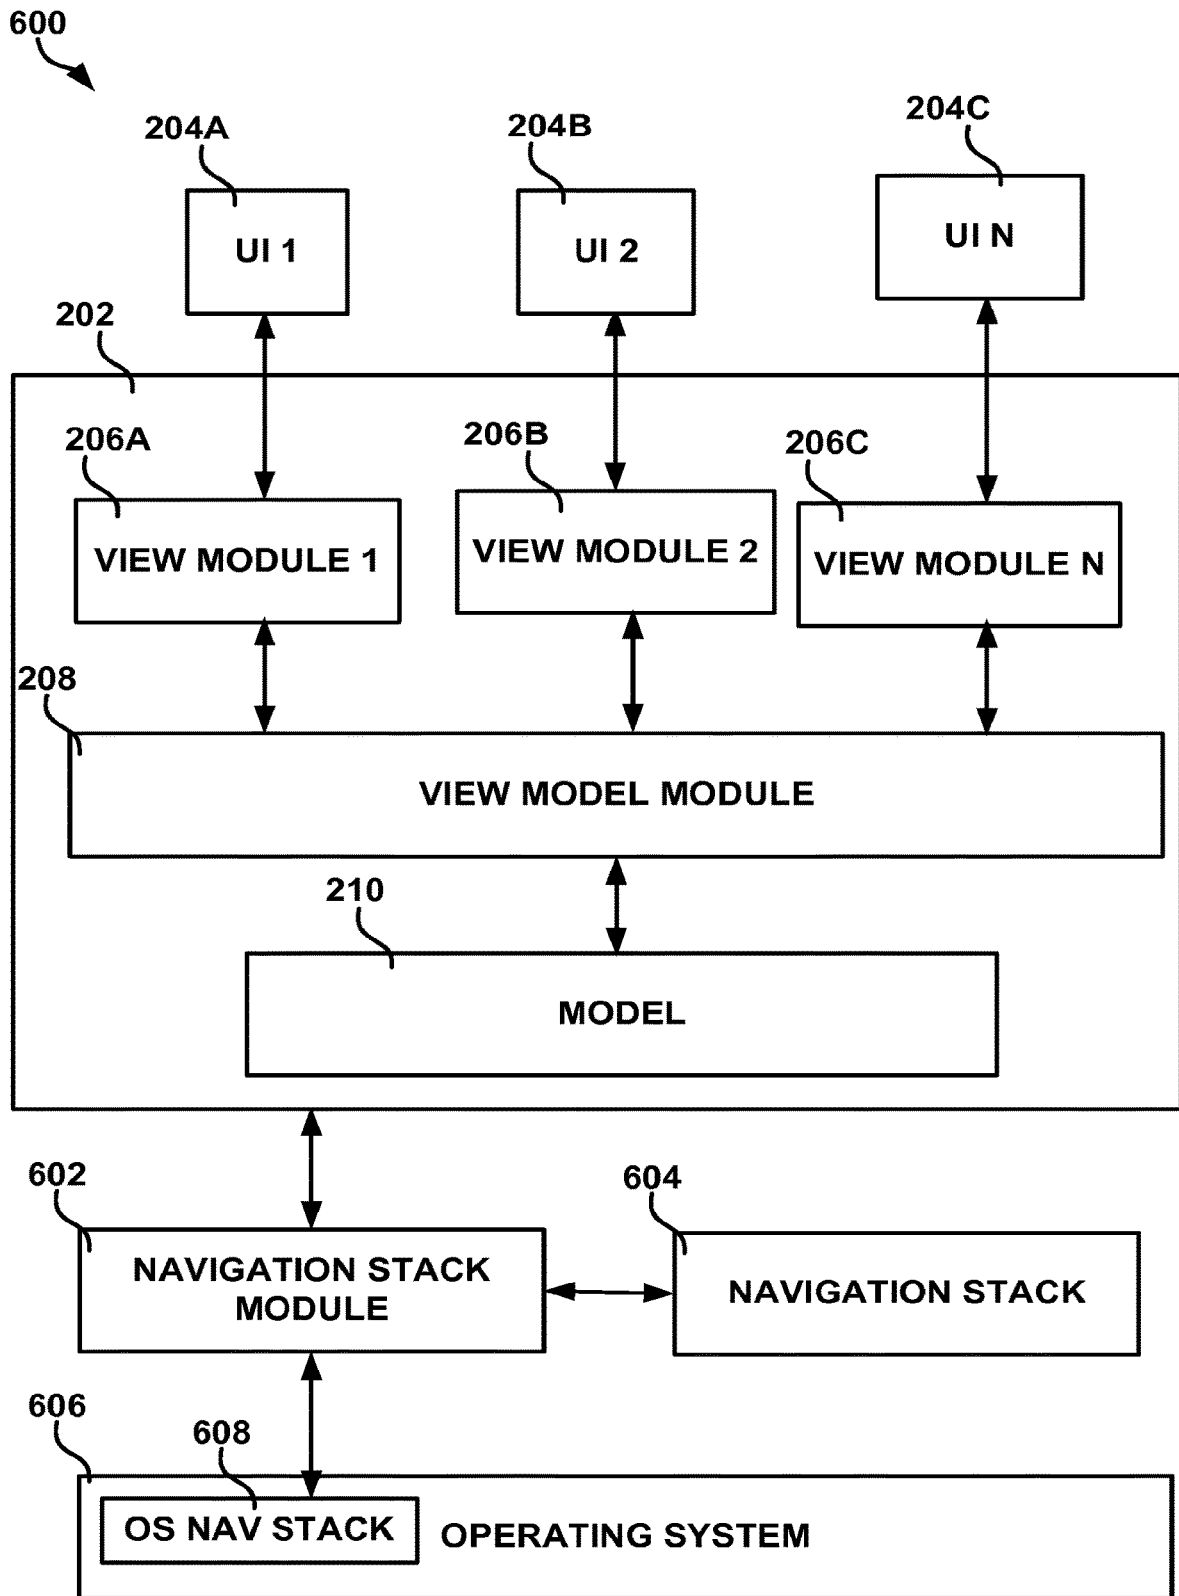 600
204A
204B
204C
UI 1
UI 2
UI N
202
206A
206B
206C
VIEW MODULE 1
VIEW MODULE 2
VIEW MODULE N
208
VIEW MODEL MODULE
210
MODEL
602
604
NAVIGATION STACK
MODULE
NAVIGATION STACK
606
608
OS NAV STACK
OPERATING SYSTEM